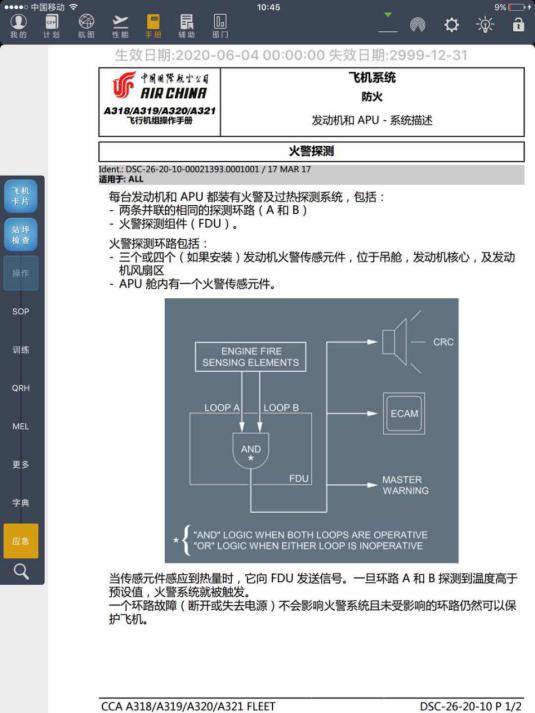 中国移动 10:45 9%
我的 计划 航图 性能 手册 辅助 部门
生效日期:2020-06-04 00:00:00 失效日期:2999-12-31
中国国际航空公司
AIR CHINA
A318/A319/A320/A321
飞行机组操作手册
飞机系统
防火
发动机和 APU - 系统描述
火警探测
Ident.: DSC-26-20-10-00021393.0001001 / 17 MAR 17
适用于: ALL
每台发动机和 APU 都装有火警及过热探测系统，包括：
- 两条并联的相同的探测环路（A 和 B）
- 火警探测组件（FDU）。
火警探测环路包括：
- 三个或四个（如果安装）发动机火警传感元件，位于吊舱，发动机核心，及发动
机风扇区
- APU 舱内有一个火警传感元件。
ENGINE FIRE
SENSING ELEMENTS
CRC
LOOP A
LOOP B
ECAM
AND
*
FDU
MASTER
WARNING
* { "AND" LOGIC WHEN BOTH LOOPS ARE OPERATIVE
"OR" LOGIC WHEN EITHER LOOP IS INOPERATIVE
当传感元件感应到热量时，它向 FDU 发送信号。一旦环路 A 和 B 探测到温度高于
预设值，火警系统就被触发。
一个环路故障（断开或失去电源）不会影响火警系统且未受影响的环路仍然可以保
护飞机。
CCA A318/A319/A320/A321 FLEET
DSC-26-20-10 P 1/2
飞机
卡片
站坪
检查
操作
SOP
训练
QRH
MEL
更多
字典
应急